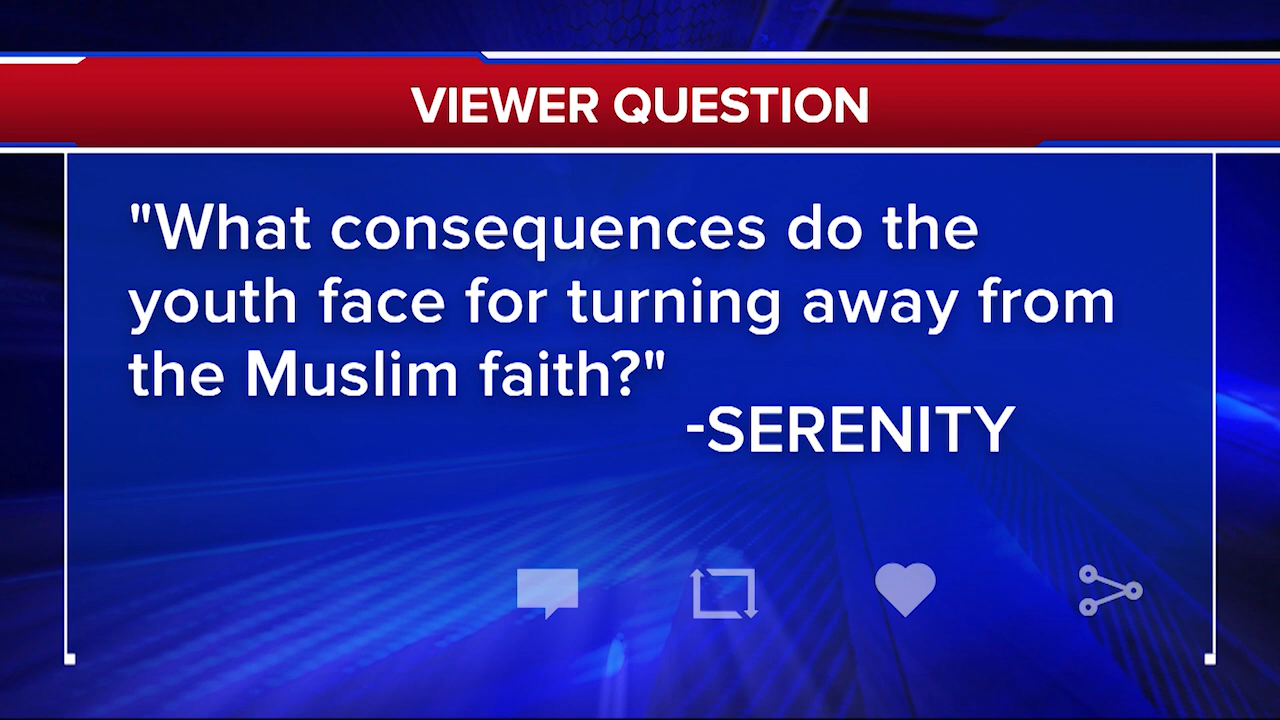 VIEWER QUESTION
"What consequences do the
youth face for turning away from
the Muslim faith?"
-SERENITY